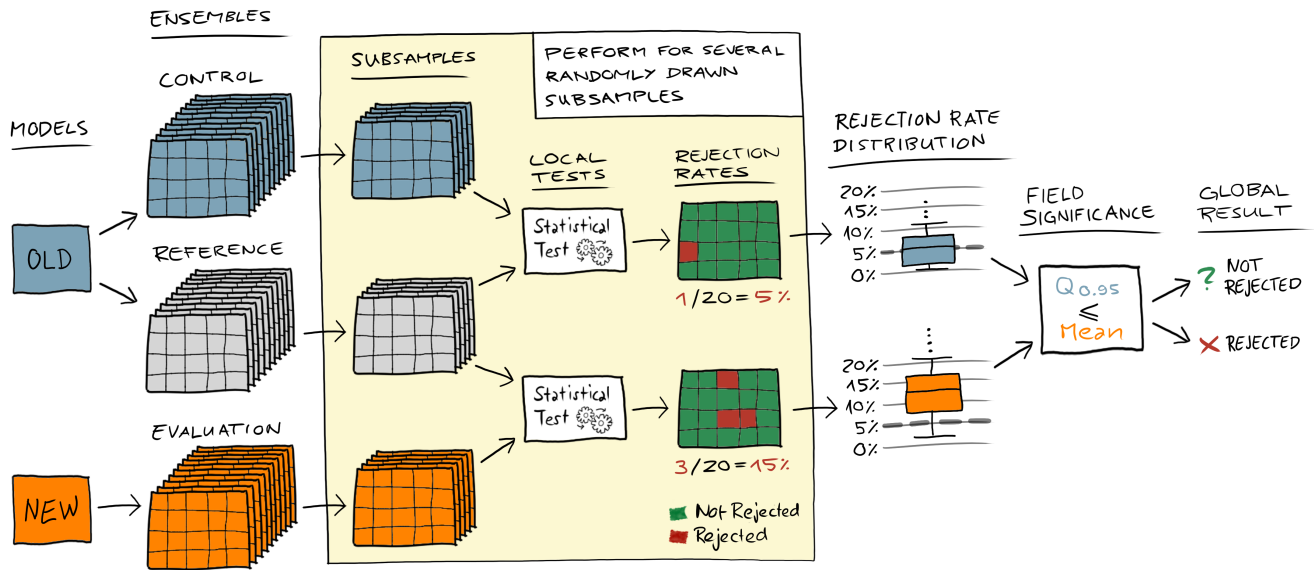 ENSEMBLES
MODELS
CONTROL
OLD
REFERENCE
EVALUATION
NEW
SUBSAMPLES
PERFORM FOR SEVERAL
RANDOMLY DRAWN
SUBSAMPLES
LOCAL
TESTS
Statistical
Test
Statistical
Test
REJECTION
RATES
1/20=5%
3/20=15%
Not Rejected
Rejected
REJECTION RATE
DISTRIBUTION
20%
15%
10%
5%
0%
20%
15%
10%
5%
0%
FIELD
SIGNIFICANCE
Q0.95
≤
Mean
GLOBAL
RESULT
? NOT
REJECTED
✗ REJECTED